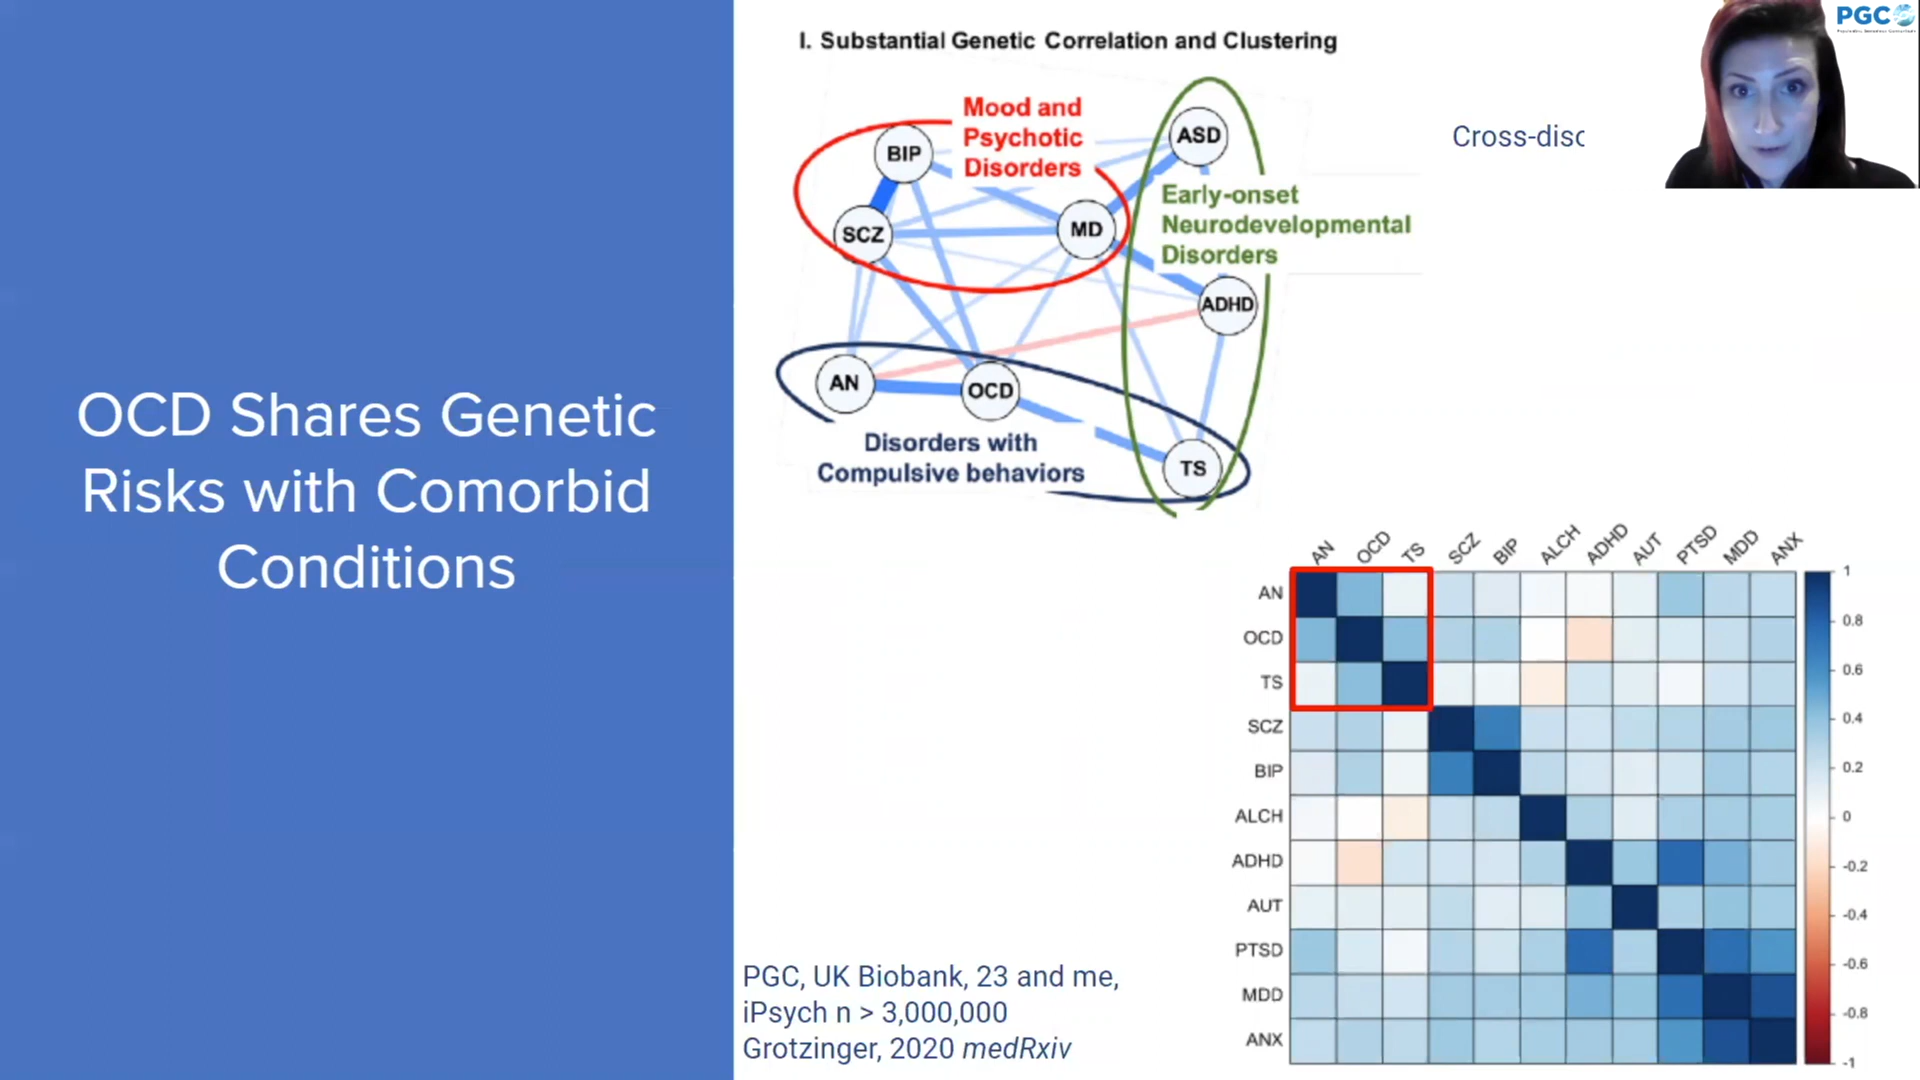 OCD Shares Genetic
Risks with Comorbid
Conditions
I. Substantial Genetic Correlation and Clustering
Mood and
Psychotic
Disorders
BIP
SCZ
MD
ASD
Early-onset
Neurodevelopmental
Disorders
ADHD
AN
OCD
TS
Disorders with
Compulsive behaviors
Cross-disc
PGC
AN OCD TS SCZ BIP ALCH ADHD AUT PTSD MDD ANX
AN
OCD
TS
SCZ
BIP
ALCH
ADHD
AUT
PTSD
MDD
ANX
1
0.8
0.6
0.4
0.2
0
-0.2
-0.4
-0.6
-0.8
-1
PGC, UK Biobank, 23 and me,
iPsych n > 3,000,000
Grotzinger, 2020 medRxiv